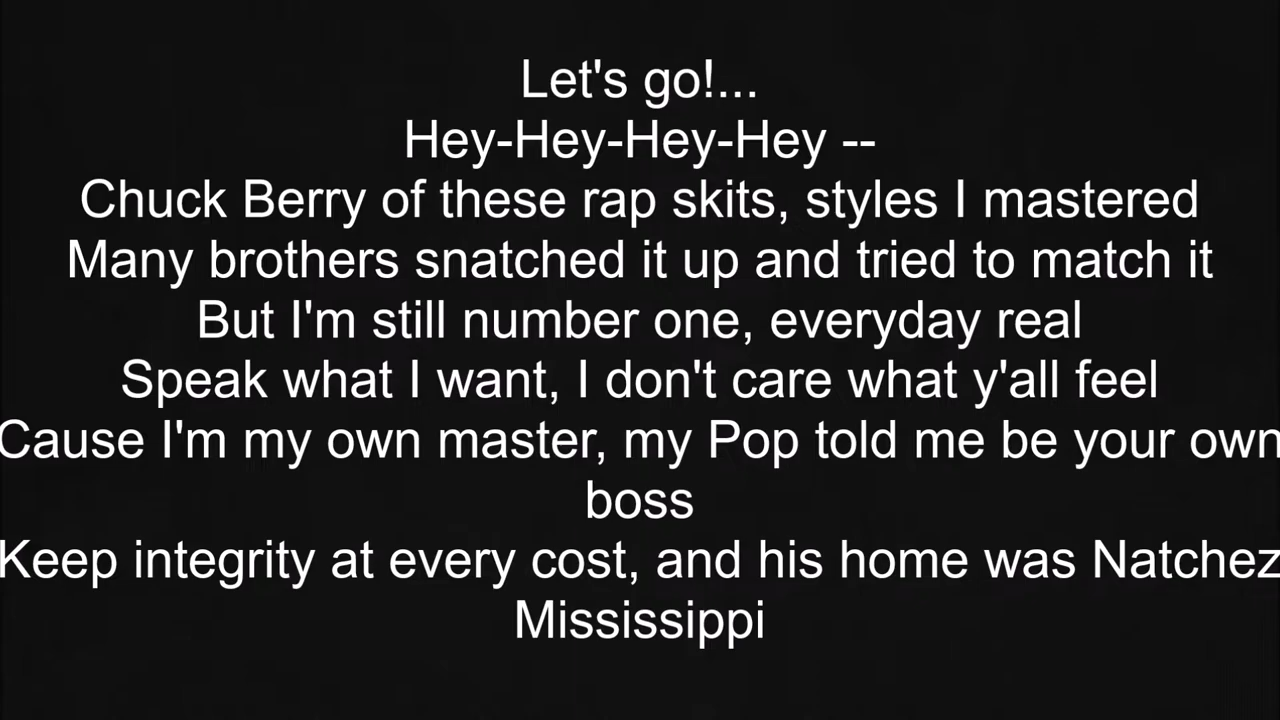 Let's go!...
Hey-Hey-Hey-Hey --
Chuck Berry of these rap skits, styles I mastered
Many brothers snatched it up and tried to match it
But I'm still number one, everyday real
Speak what I want, I don't care what y'all feel
Cause I'm my own master, my Pop told me be your own
boss
Keep integrity at every cost, and his home was Natchez
Mississippi